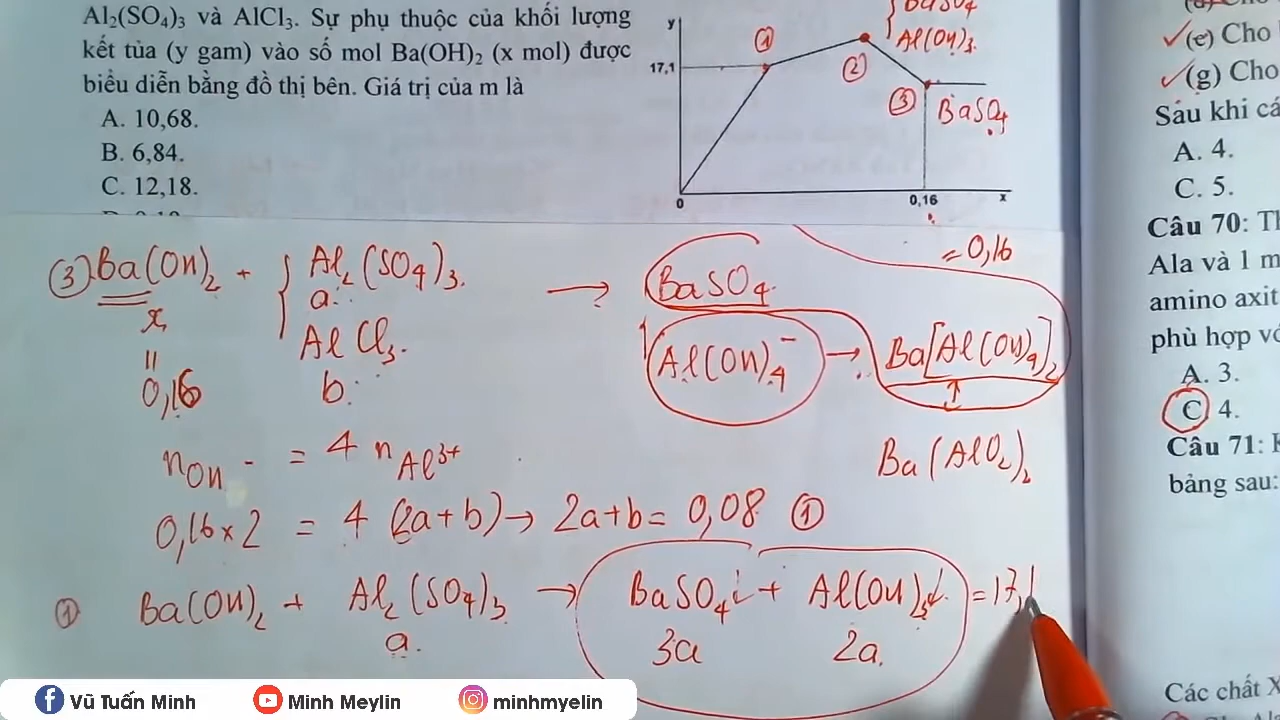 Al₂(SO₄)₃ và AlCl₃. Sự phụ thuộc của khối lượng
kết tủa (y gam) vào số mol Ba(OH)₂ (x mol) được
biểu diễn bằng đồ thị bên. Giá trị của m là
A. 10,68.
B. 6,84.
C. 12,18.
y
17,1
0
0,16
x
①
②
③
BaSO₄
Al(OH)₃.
BaSO₄
(e) Cho
(g) Cho
Sau khi cá
A. 4.
C. 5.
Câu 70: Tl
Ala và 1 m
amino axit
phù hợp vớ
A. 3.
C. 4.
Câu 71: K
bảng sau:
Các chất X
③ Ba(OH)₂ + { Al₂(SO₄)₃. → BaSO₄ = 0,16
x a
AlCl₃. Al(OH)₄⁻ → Ba[Al(OH)₄]₂
=
0,16 b
Ba(AlO₂)₂
nOH⁻ = 4 nAl³⁺
0,16×2 = 4(2a+b) → 2a+b = 0,08 ①
① Ba(OH)₂ + Al₂(SO₄)₃ → BaSO₄↓ + Al(OH)₃↓ = 17,1
a. 3a 2a
Vũ Tuấn Minh Minh Meylin minhmyelin